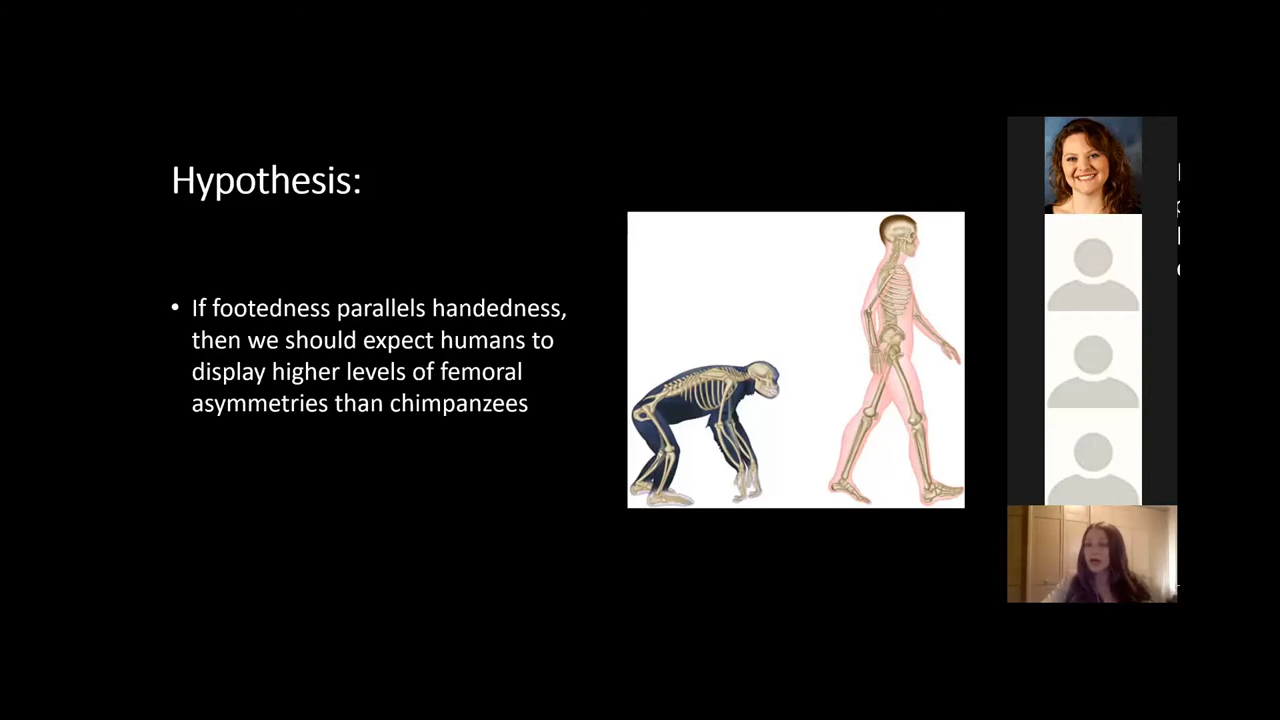 Hypothesis:
• If footedness parallels handedness,
then we should expect humans to
display higher levels of femoral
asymmetries than chimpanzees